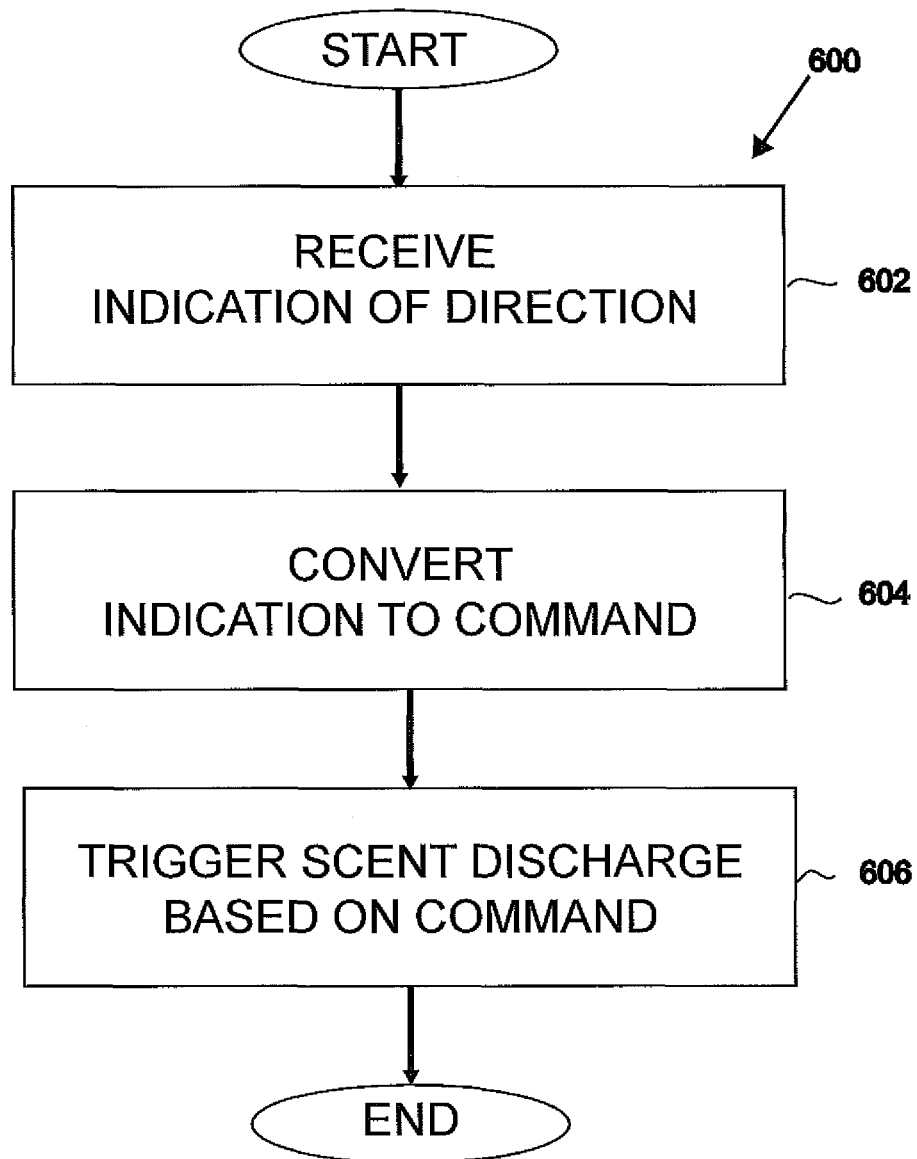 START
600
RECEIVE
INDICATION OF DIRECTION
602
CONVERT
INDICATION TO COMMAND
604
TRIGGER SCENT DISCHARGE
BASED ON COMMAND
606
END